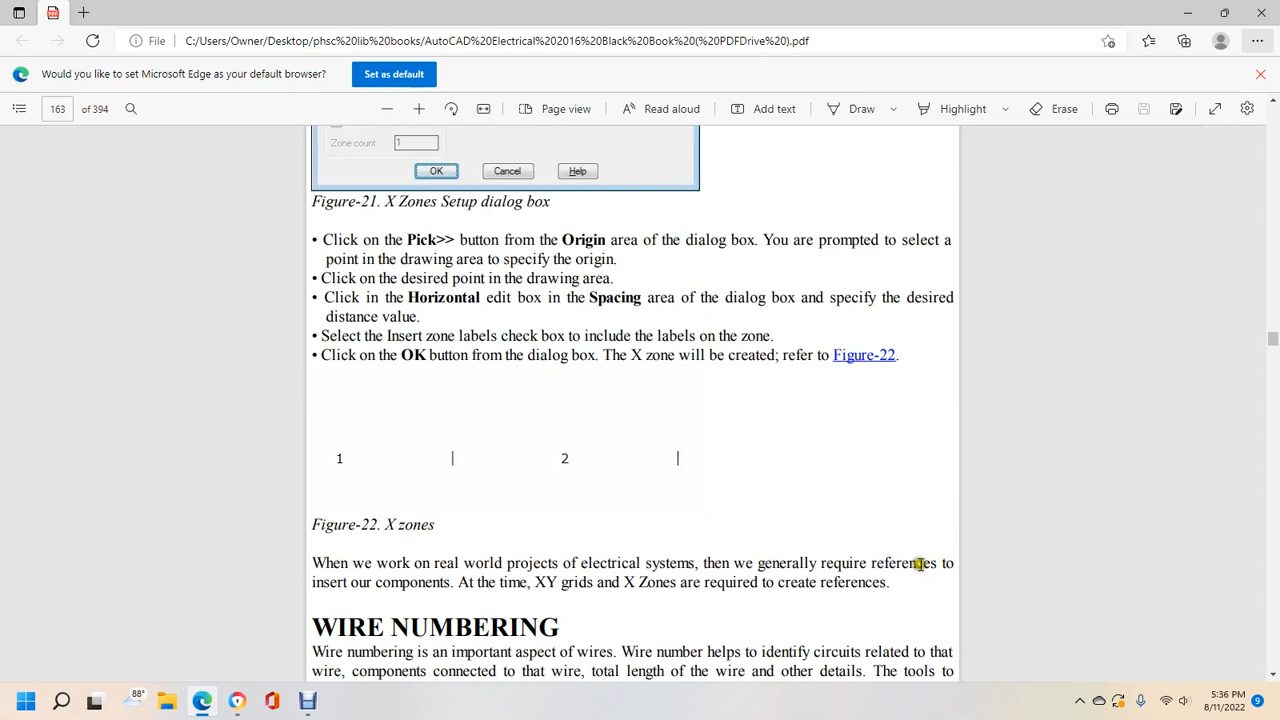 File
C:/Users/Owner/Desktop/phsc%20lib%20books/AutoCAD%20Electrical%202016%20Black%20Book%20(%20PDFDrive%20).pdf
Would you like to set Microsoft Edge as your default browser?
Set as default
163 of 394
Page view
Read aloud
Add text
Draw
Highlight
Erase
Zone count 1
OK Cancel Help
Figure-21. X Zones Setup dialog box
• Click on the Pick>> button from the Origin area of the dialog box. You are prompted to select a
point in the drawing area to specify the origin.
• Click on the desired point in the drawing area.
• Click in the Horizontal edit box in the Spacing area of the dialog box and specify the desired
distance value.
• Select the Insert zone labels check box to include the labels on the zone.
• Click on the OK button from the dialog box. The X zone will be created; refer to Figure-22.
1 | 2 |
Figure-22. X zones
When we work on real world projects of electrical systems, then we generally require references to
insert our components. At the time, XY grids and X Zones are required to create references.
WIRE NUMBERING
Wire numbering is an important aspect of wires. Wire number helps to identify circuits related to that
wire, components connected to that wire, total length of the wire and other details. The tools to
88°
5:36 PM
8/11/2022
9